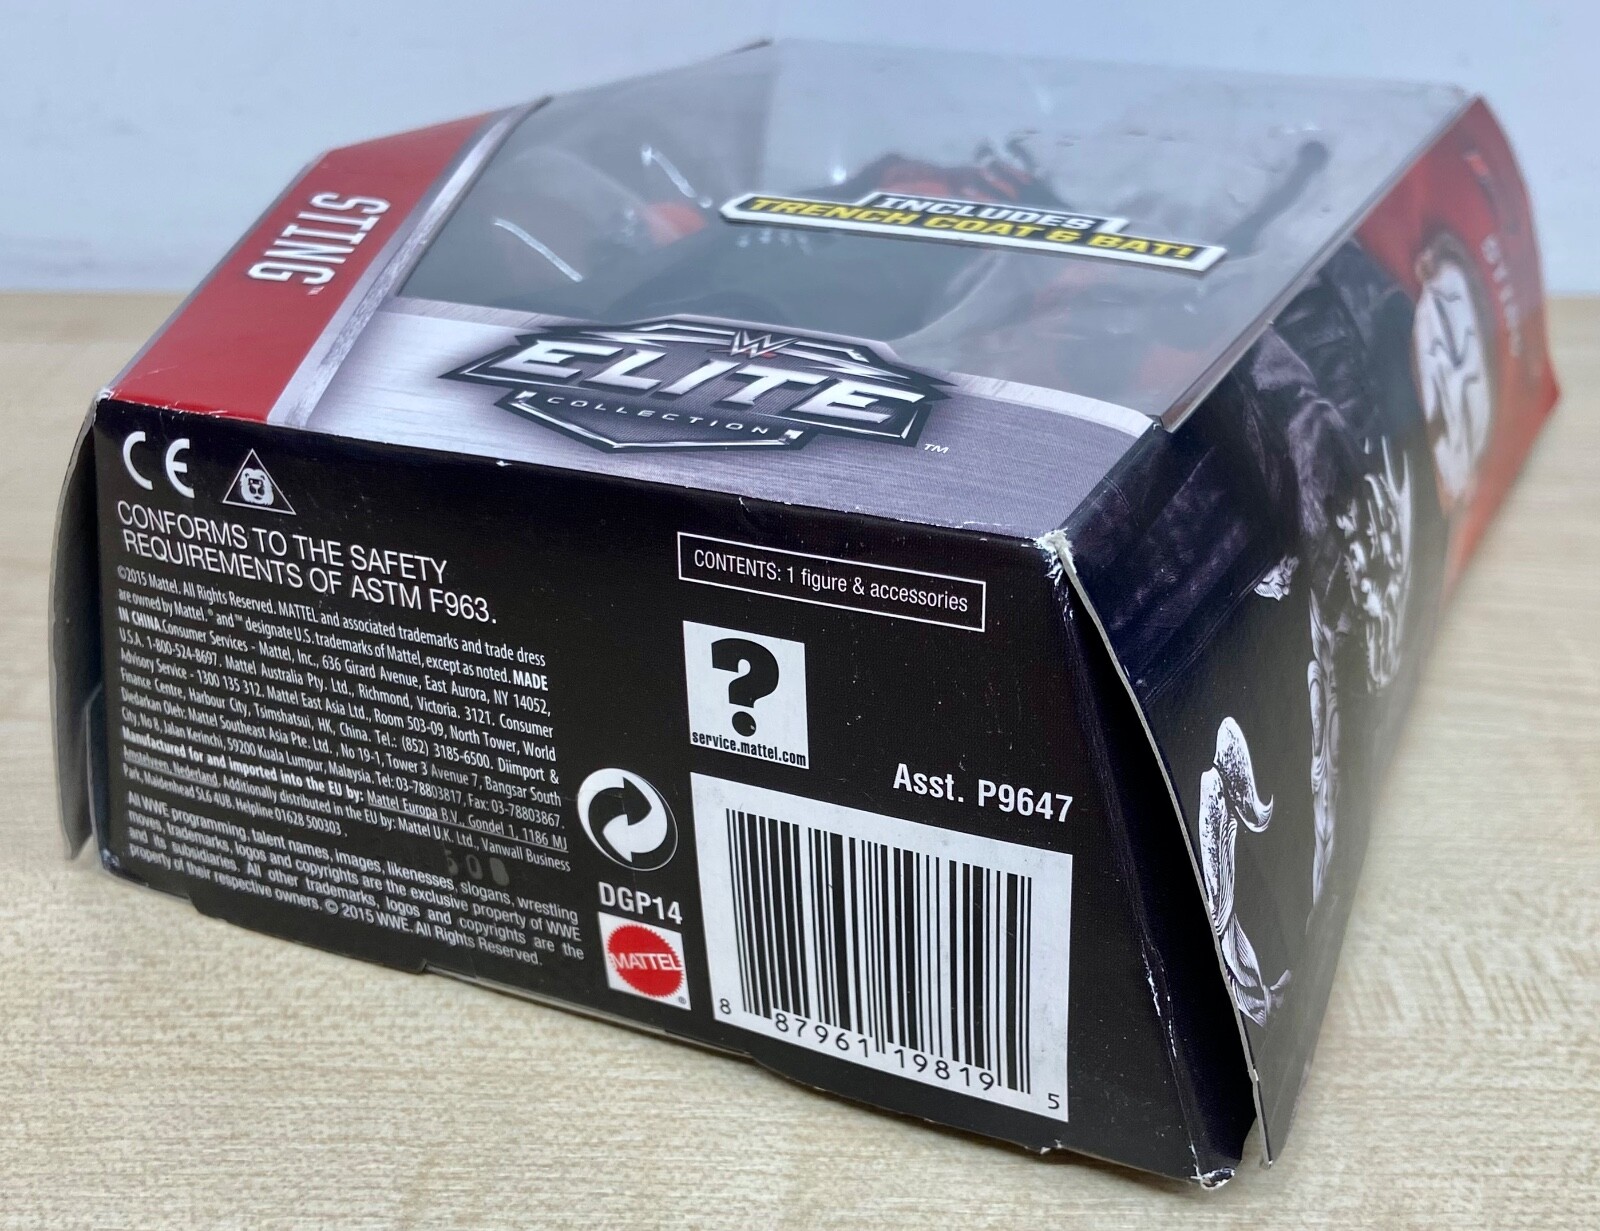 STING™
INCLUDES
TRENCH COAT & BAT!
W
ELITE
COLLECTION
™
STING
CE
CONFORMS TO THE SAFETY
REQUIREMENTS OF ASTM F963.
©2015 Mattel. All Rights Reserved. MATTEL and associated trademarks and trade dress
are owned by Mattel. ® and ™ designate U.S. trademarks of Mattel, except as noted. MADE
IN CHINA. Consumer Services - Mattel, Inc., 636 Girard Avenue, East Aurora, NY 14052,
U.S.A. 1-800-524-8697. Mattel Australia Pty. Ltd., Richmond, Victoria. 3121. Consumer
Advisory Service - 1300 135 312. Mattel East Asia Ltd., Room 503-09, North Tower, World
Finance Centre, Harbour City, Tsimshatsui, HK, China. Tel.: (852) 3185-6500. Diimport &
Diedarkan Oleh: Mattel Southeast Asia Pte. Ltd., No 19-1, Tower 3 Avenue 7, Bangsar South
City, No 8, Jalan Kerinchi, 59200 Kuala Lumpur, Malaysia. Tel: 03-78803817, Fax: 03-78803867.
Manufactured for and imported into the EU by: Mattel Europa B.V., Gondel 1, 1186 MJ
Amstelveen, Nederland. Additionally distributed in the EU by: Mattel U.K. Ltd., Vanwall Business
Park, Maidenhead SL6 4UB. Helpline 01628 500303.
All WWE programming, talent names, images, likenesses, slogans, wrestling
moves, trademarks, logos and copyrights are the exclusive property of WWE
and its subsidiaries. All other trademarks, logos and copyrights are the
property of their respective owners. © 2015 WWE. All Rights Reserved.
CONTENTS: 1 figure & accessories
?
service.mattel.com
Asst. P9647
DGP14
MATTEL
®
8 87961 19819 5